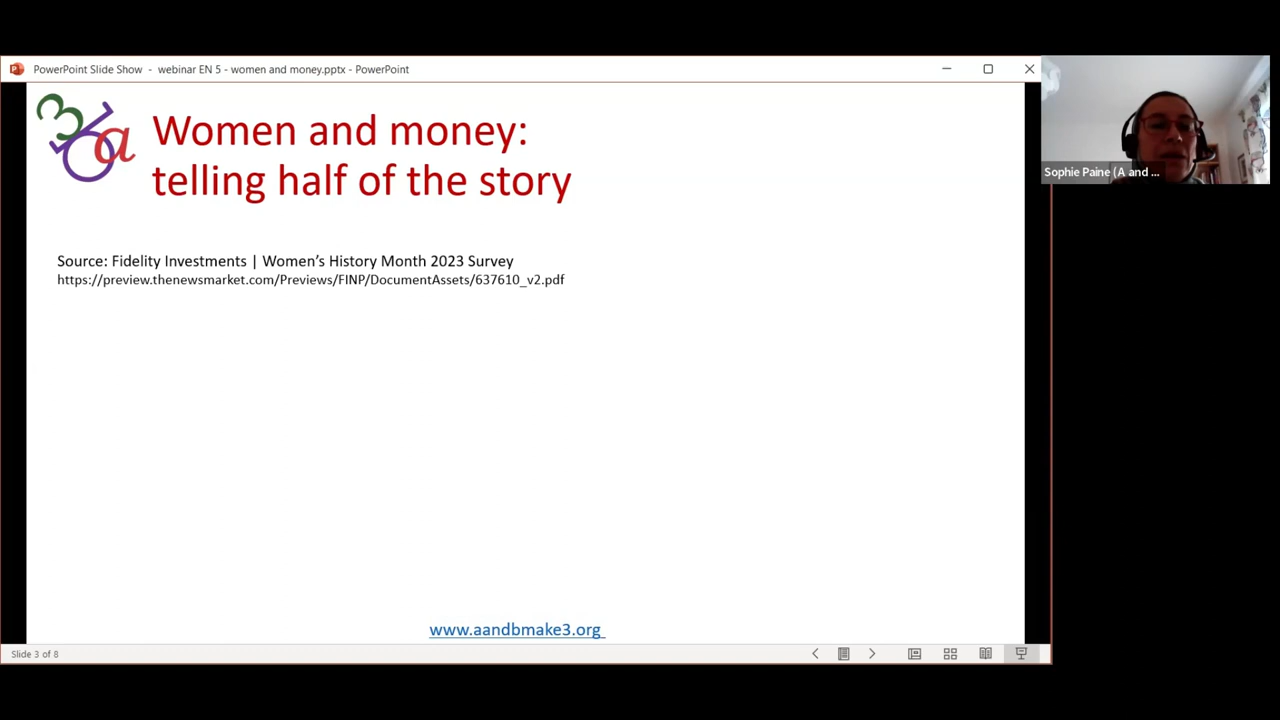 PowerPoint Slide Show - webinar EN 5 - women and money.pptx - PowerPoint
36a
Women and money:
telling half of the story
Source: Fidelity Investments | Women's History Month 2023 Survey
https://preview.thenewsmarket.com/Previews/FINP/DocumentAssets/637610_v2.pdf
www.aandbmake3.org
Slide 3 of 8
Sophie Paine (A and ...